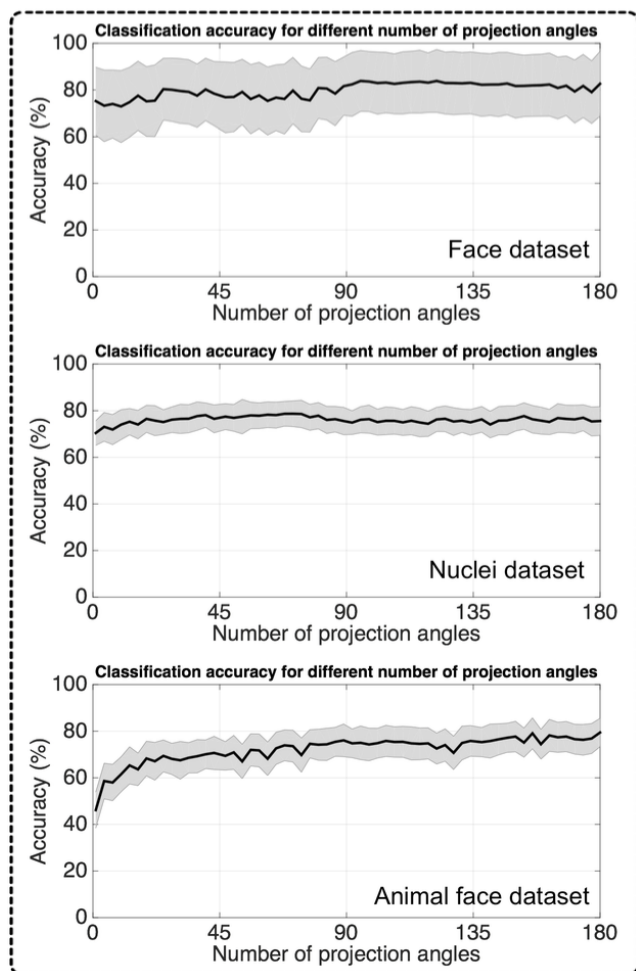 Classification accuracy for different number of projection angles
100
80
60
40
20
0
Accuracy (%)
Face dataset
0 45 90 135 180
Number of projection angles
Classification accuracy for different number of projection angles
100
80
60
40
20
0
Accuracy (%)
Nuclei dataset
0 45 90 135 180
Number of projection angles
Classification accuracy for different number of projection angles
100
80
60
40
20
0
Accuracy (%)
Animal face dataset
0 45 90 135 180
Number of projection angles